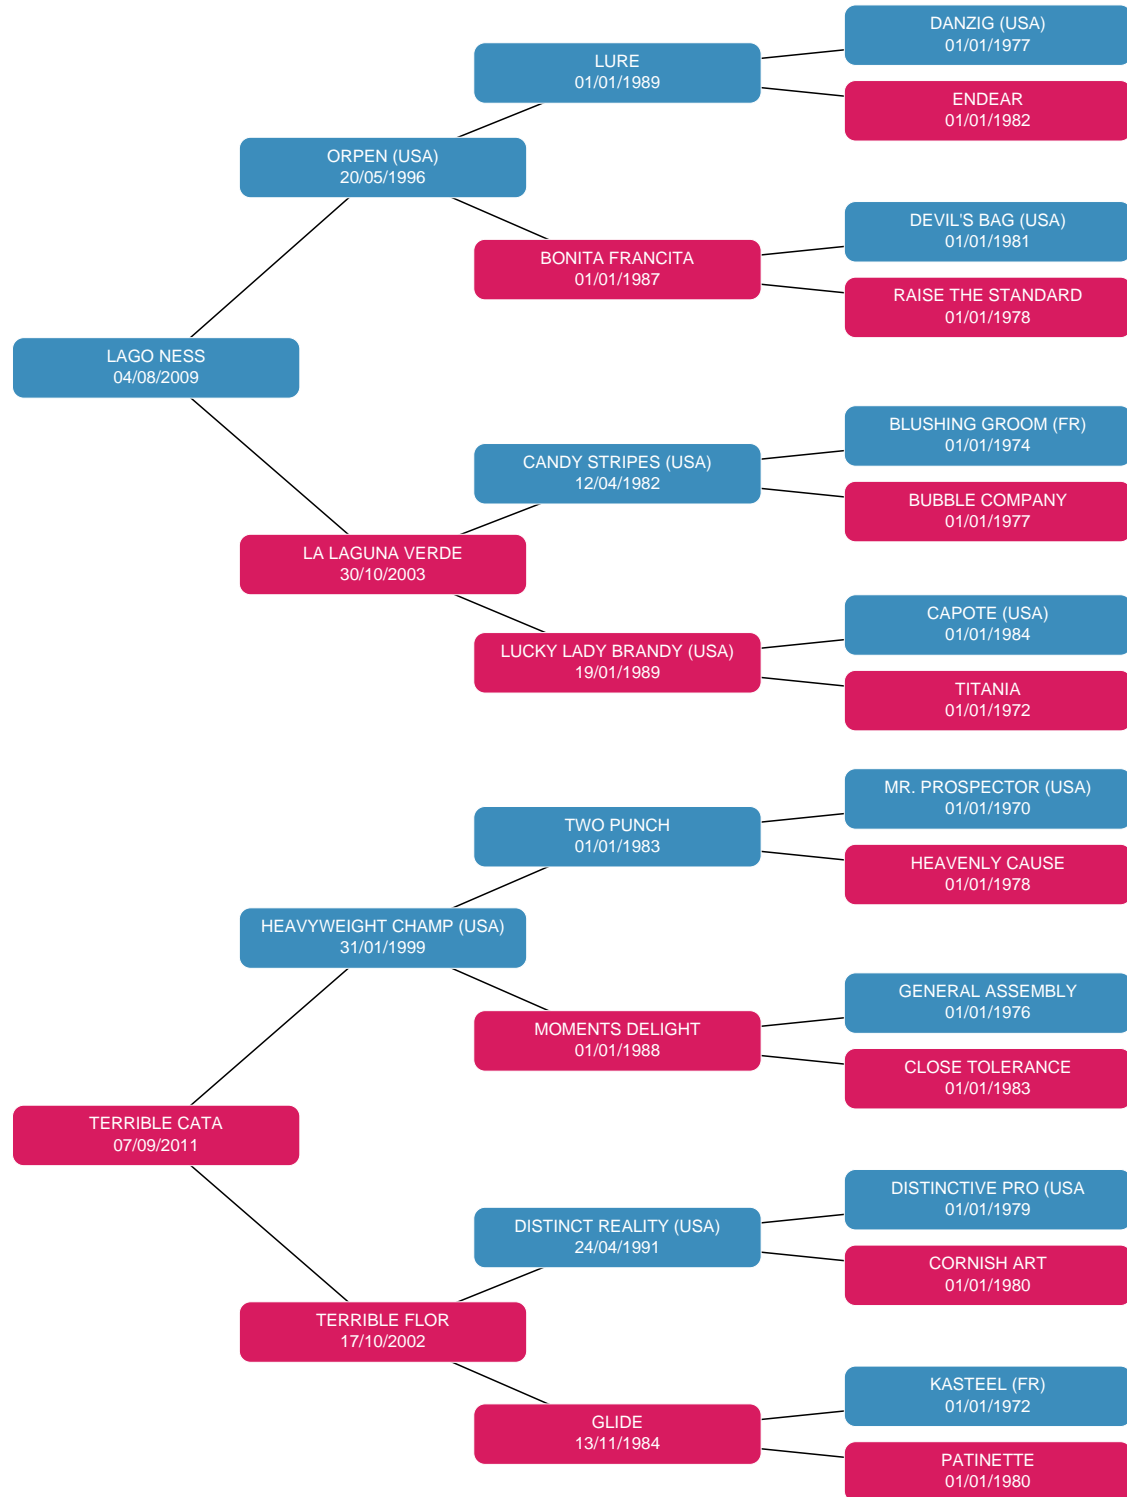 DANZIG (USA)
01/01/1977
LURE
01/01/1989
ENDEAR
01/01/1982
ORPEN (USA)
20/05/1996
DEVIL'S BAG (USA)
01/01/1981
BONITA FRANCITA
01/01/1987
RAISE THE STANDARD
01/01/1978
LAGO NESS
04/08/2009
BLUSHING GROOM (FR)
01/01/1974
CANDY STRIPES (USA)
12/04/1982
BUBBLE COMPANY
01/01/1977
LA LAGUNA VERDE
30/10/2003
CAPOTE (USA)
01/01/1984
LUCKY LADY BRANDY (USA)
19/01/1989
TITANIA
01/01/1972
MR. PROSPECTOR (USA)
01/01/1970
TWO PUNCH
01/01/1983
HEAVENLY CAUSE
01/01/1978
HEAVYWEIGHT CHAMP (USA)
31/01/1999
GENERAL ASSEMBLY
01/01/1976
MOMENTS DELIGHT
01/01/1988
CLOSE TOLERANCE
01/01/1983
TERRIBLE CATA
07/09/2011
DISTINCTIVE PRO (USA
01/01/1979
DISTINCT REALITY (USA)
24/04/1991
CORNISH ART
01/01/1980
TERRIBLE FLOR
17/10/2002
KASTEEL (FR)
01/01/1972
GLIDE
13/11/1984
PATINETTE
01/01/1980